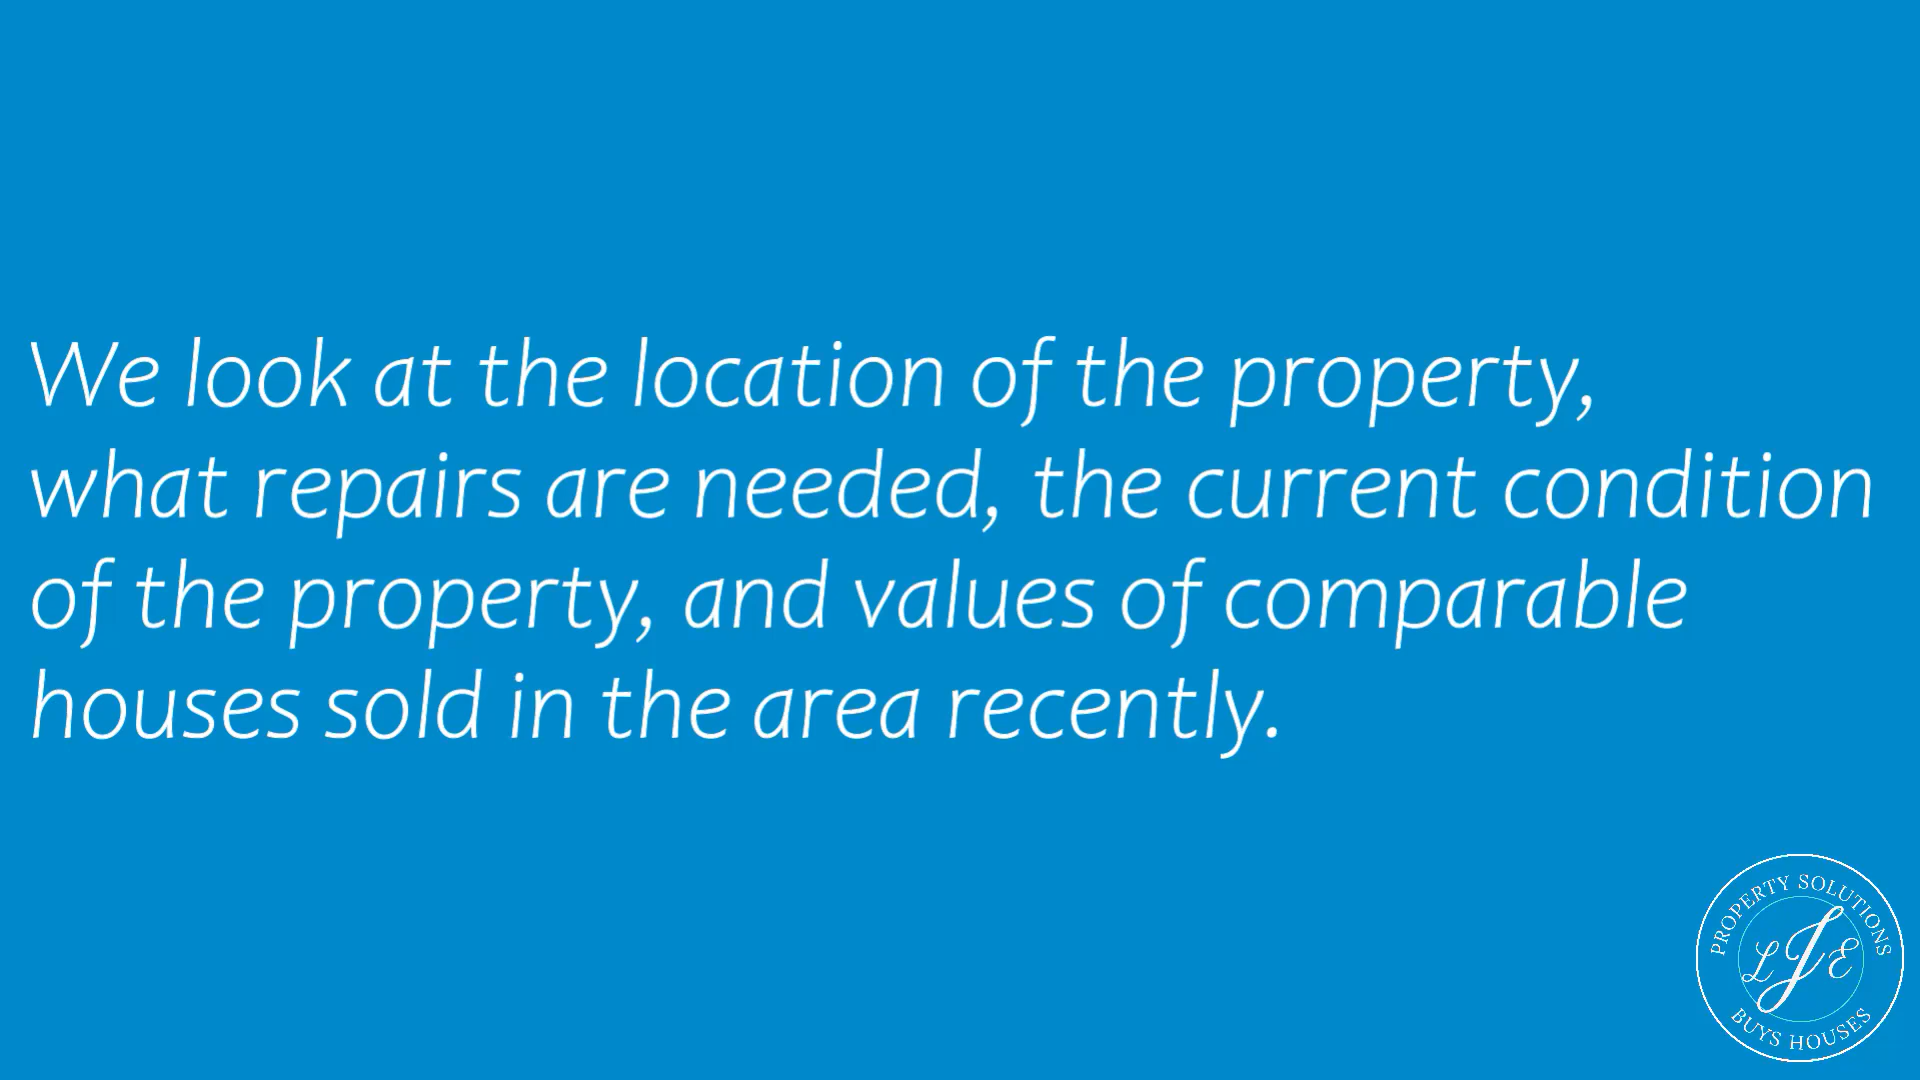 We look at the location of the property,
what repairs are needed, the current condition
of the property, and values of comparable
houses sold in the area recently.
PROPERTY SOLUTIONS
LJE
BUYS HOUSES